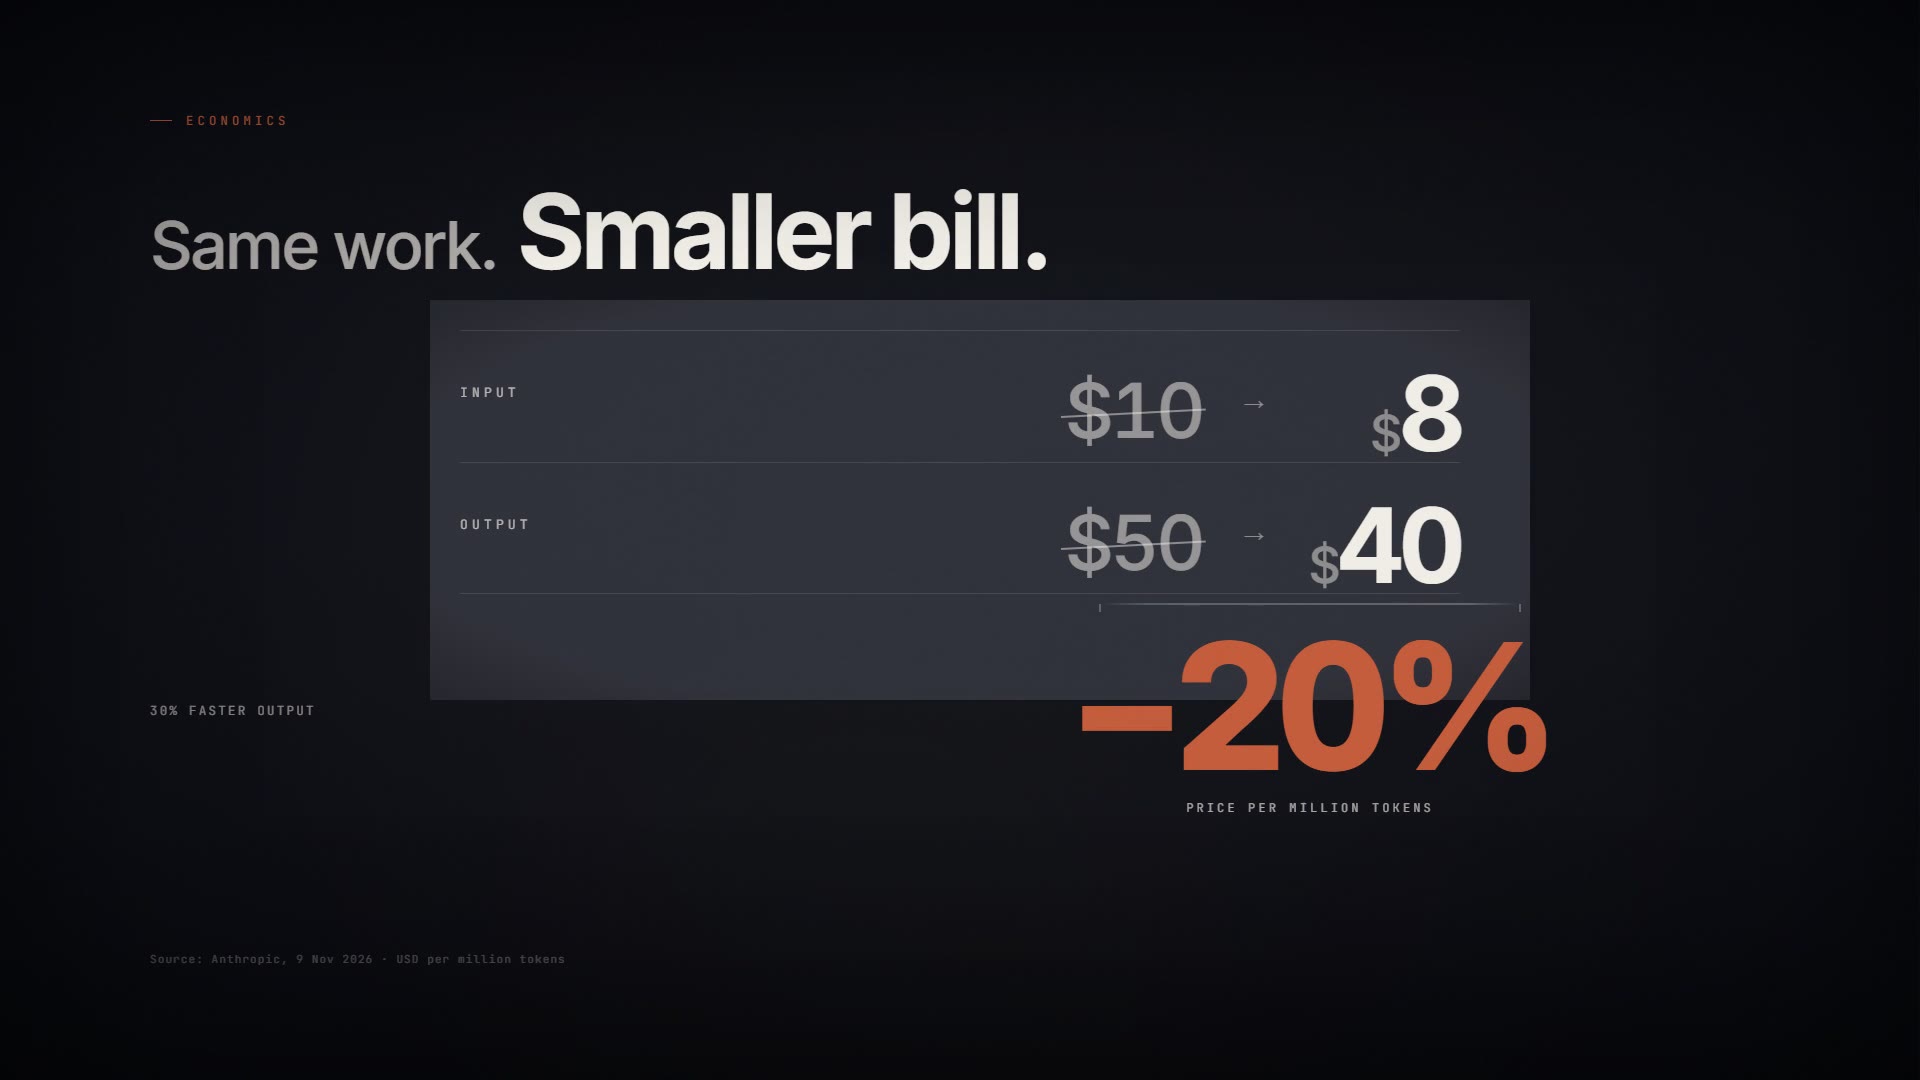 ECONOMICS
Same work. Smaller bill.
INPUT $10 → $8
OUTPUT $50 → $40
–20%
30% FASTER OUTPUT
PRICE PER MILLION TOKENS
Source: Anthropic, 9 Nov 2026 · USD per million tokens